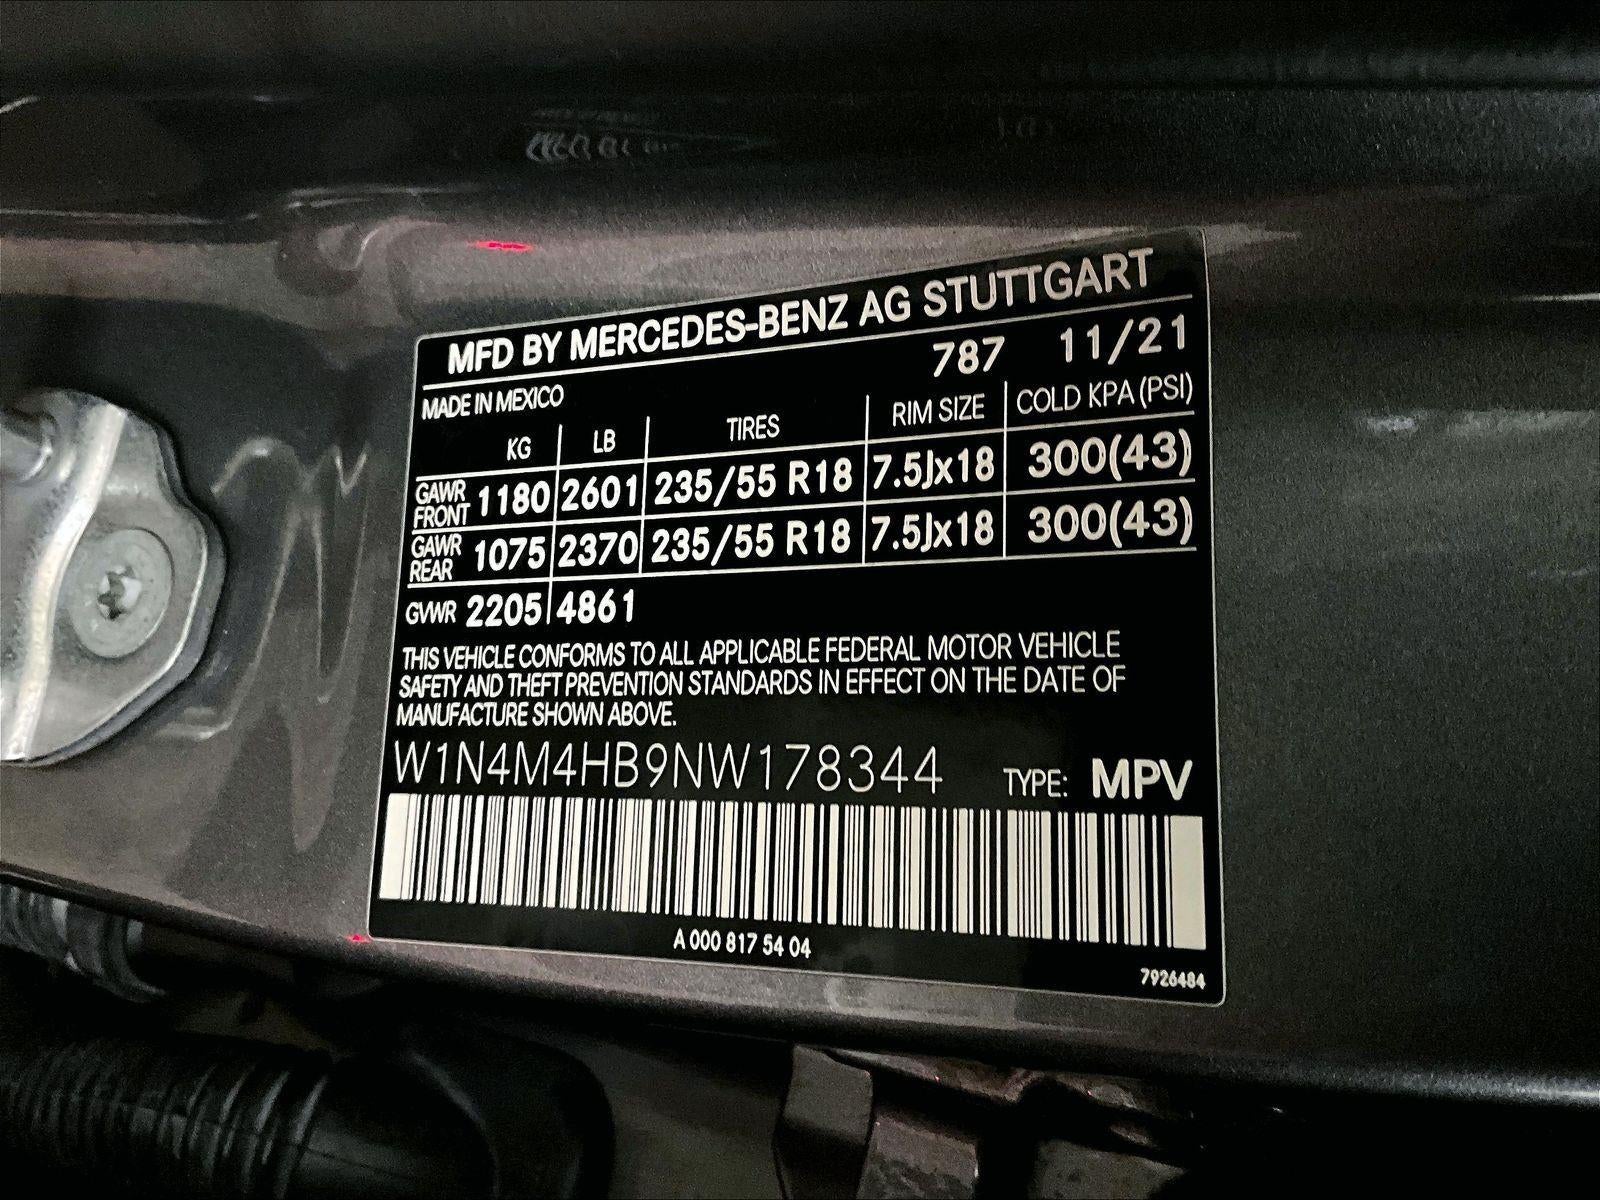 MFD BY MERCEDES-BENZ AG STUTTGART
MADE IN MEXICO 787 11/21
KG LB TIRES RIM SIZE COLD KPA (PSI)
GAWR FRONT 1180 2601 235/55 R18 7.5Jx18 300(43)
GAWR REAR 1075 2370 235/55 R18 7.5Jx18 300(43)
GVWR 2205 4861
THIS VEHICLE CONFORMS TO ALL APPLICABLE FEDERAL MOTOR VEHICLE
SAFETY AND THEFT PREVENTION STANDARDS IN EFFECT ON THE DATE OF
MANUFACTURE SHOWN ABOVE.
W1N4M4HB9NW178344 TYPE: MPV
A 000 817 54 04
7926484